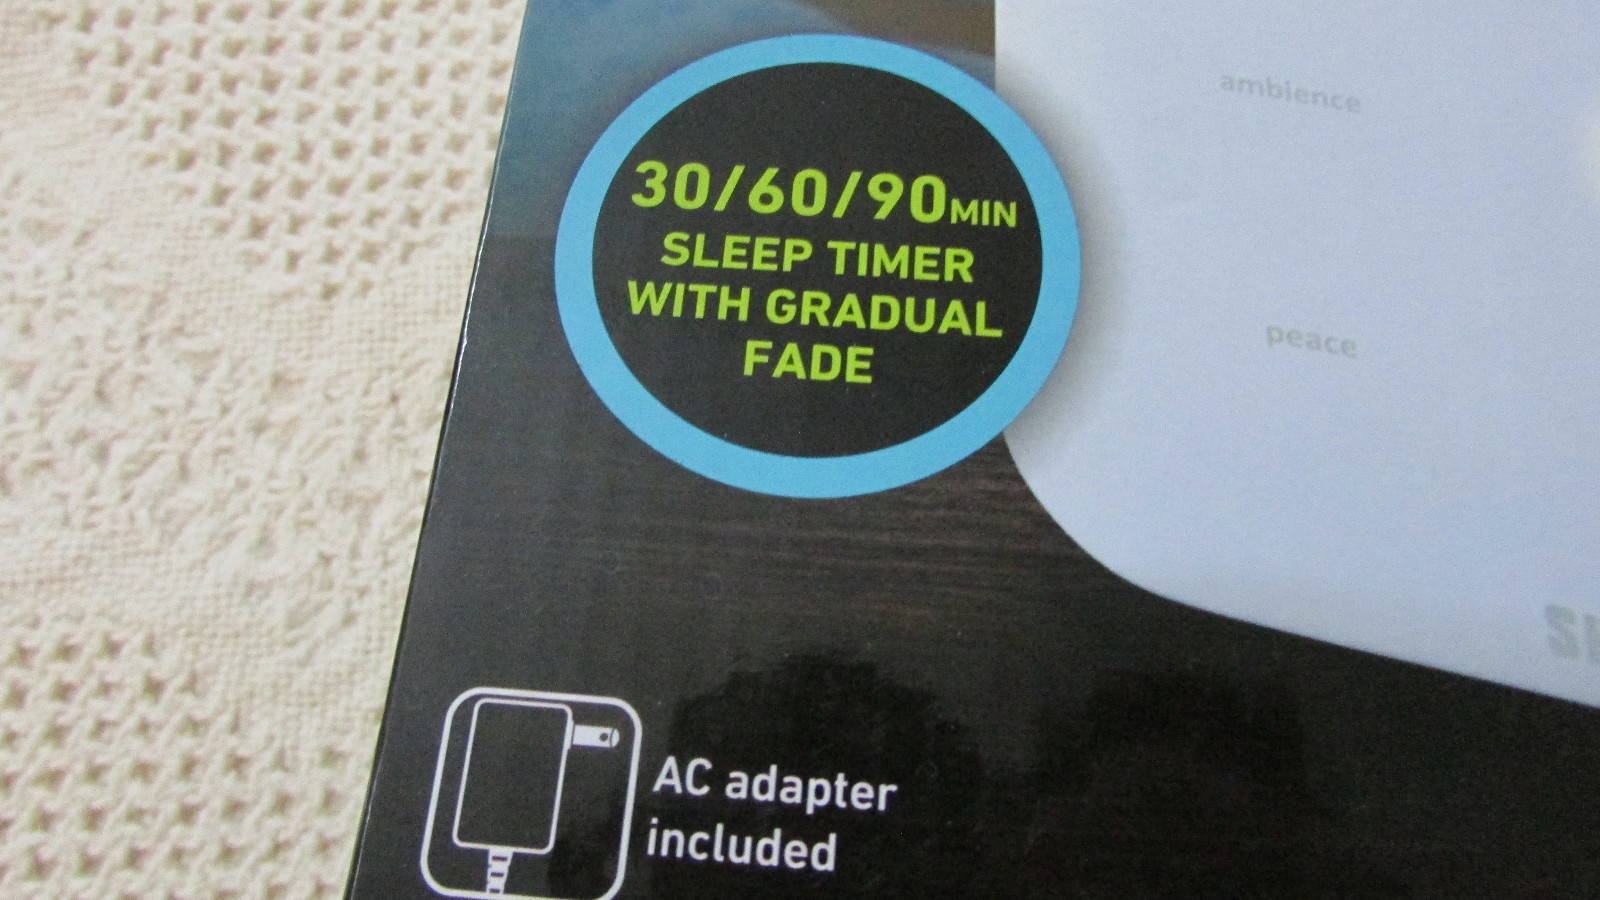 ambience
30/60/90MIN
SLEEP TIMER
WITH GRADUAL
FADE
peace
AC adapter
included